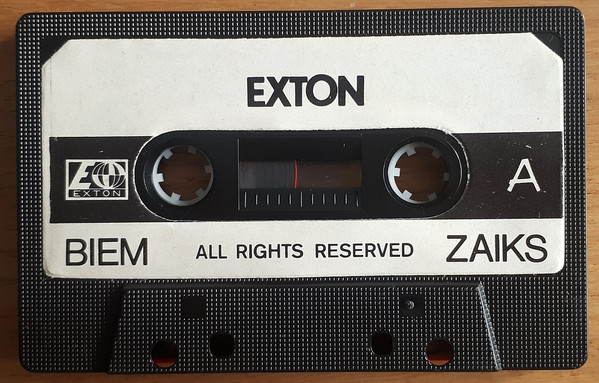 EXTON
EXTON
A
BIEM ALL RIGHTS RESERVED ZAIKS